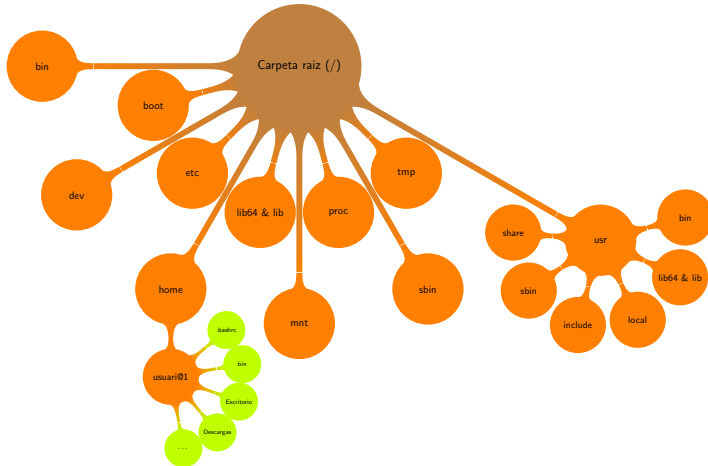 Carpeta raiz (/)
bin
boot
dev
etc
lib64 & lib
proc
tmp
home
mnt
sbin
usr
share
bin
sbin
lib64 & lib
include
local
usuari@1
.bashrc
bin
Escritorio
Descargas
...